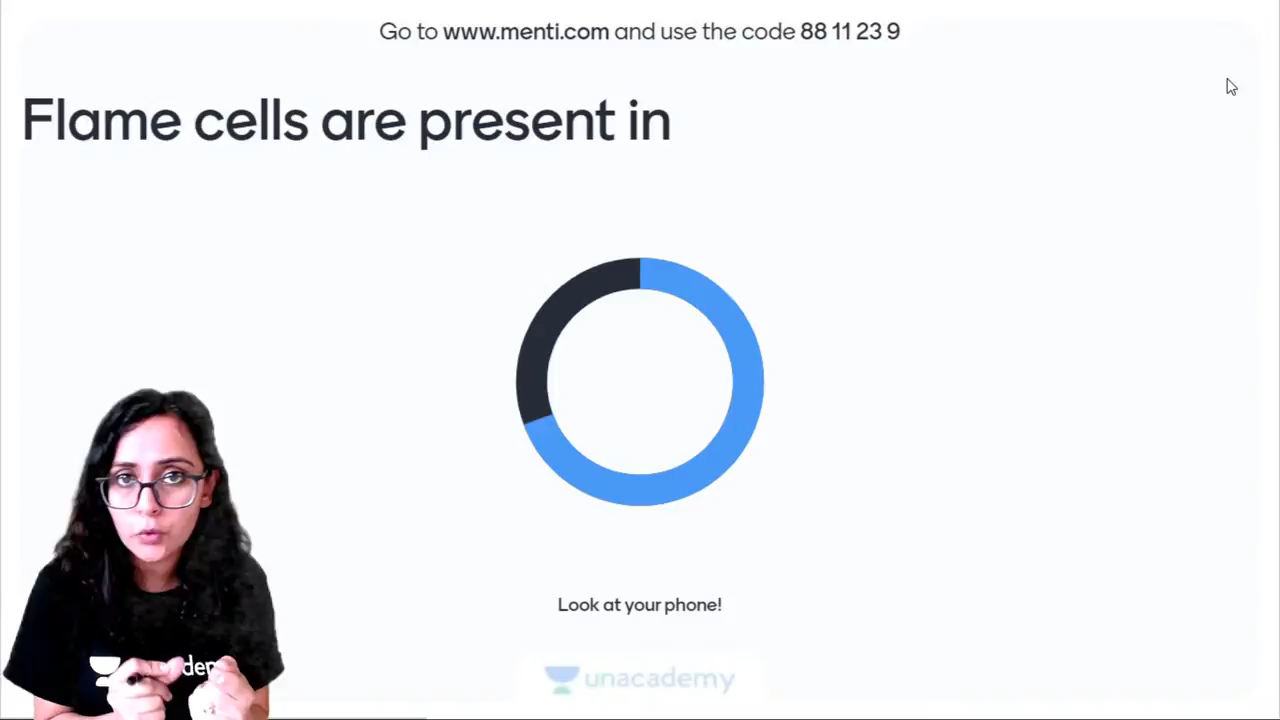 Go to www.menti.com and use the code 88 11 23 9
Flame cells are present in
Look at your phone!
unacademy